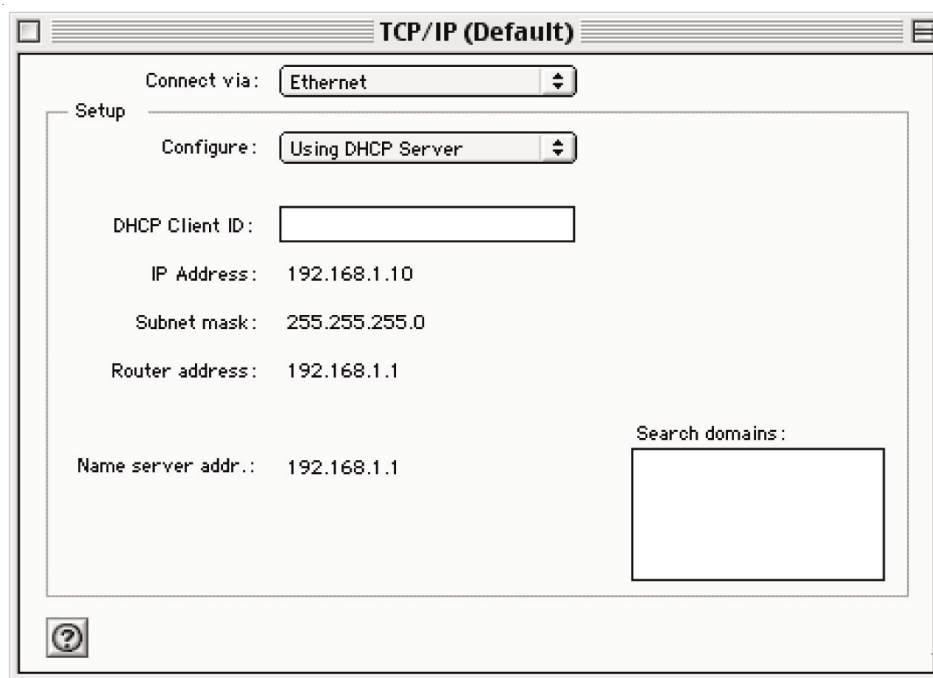 TCP/IP (Default)
Connect via: Ethernet
Setup
Configure: Using DHCP Server
DHCP Client ID:
IP Address: 192.168.1.10
Subnet mask: 255.255.255.0
Router address: 192.168.1.1
Search domains:
Name server addr.: 192.168.1.1
?